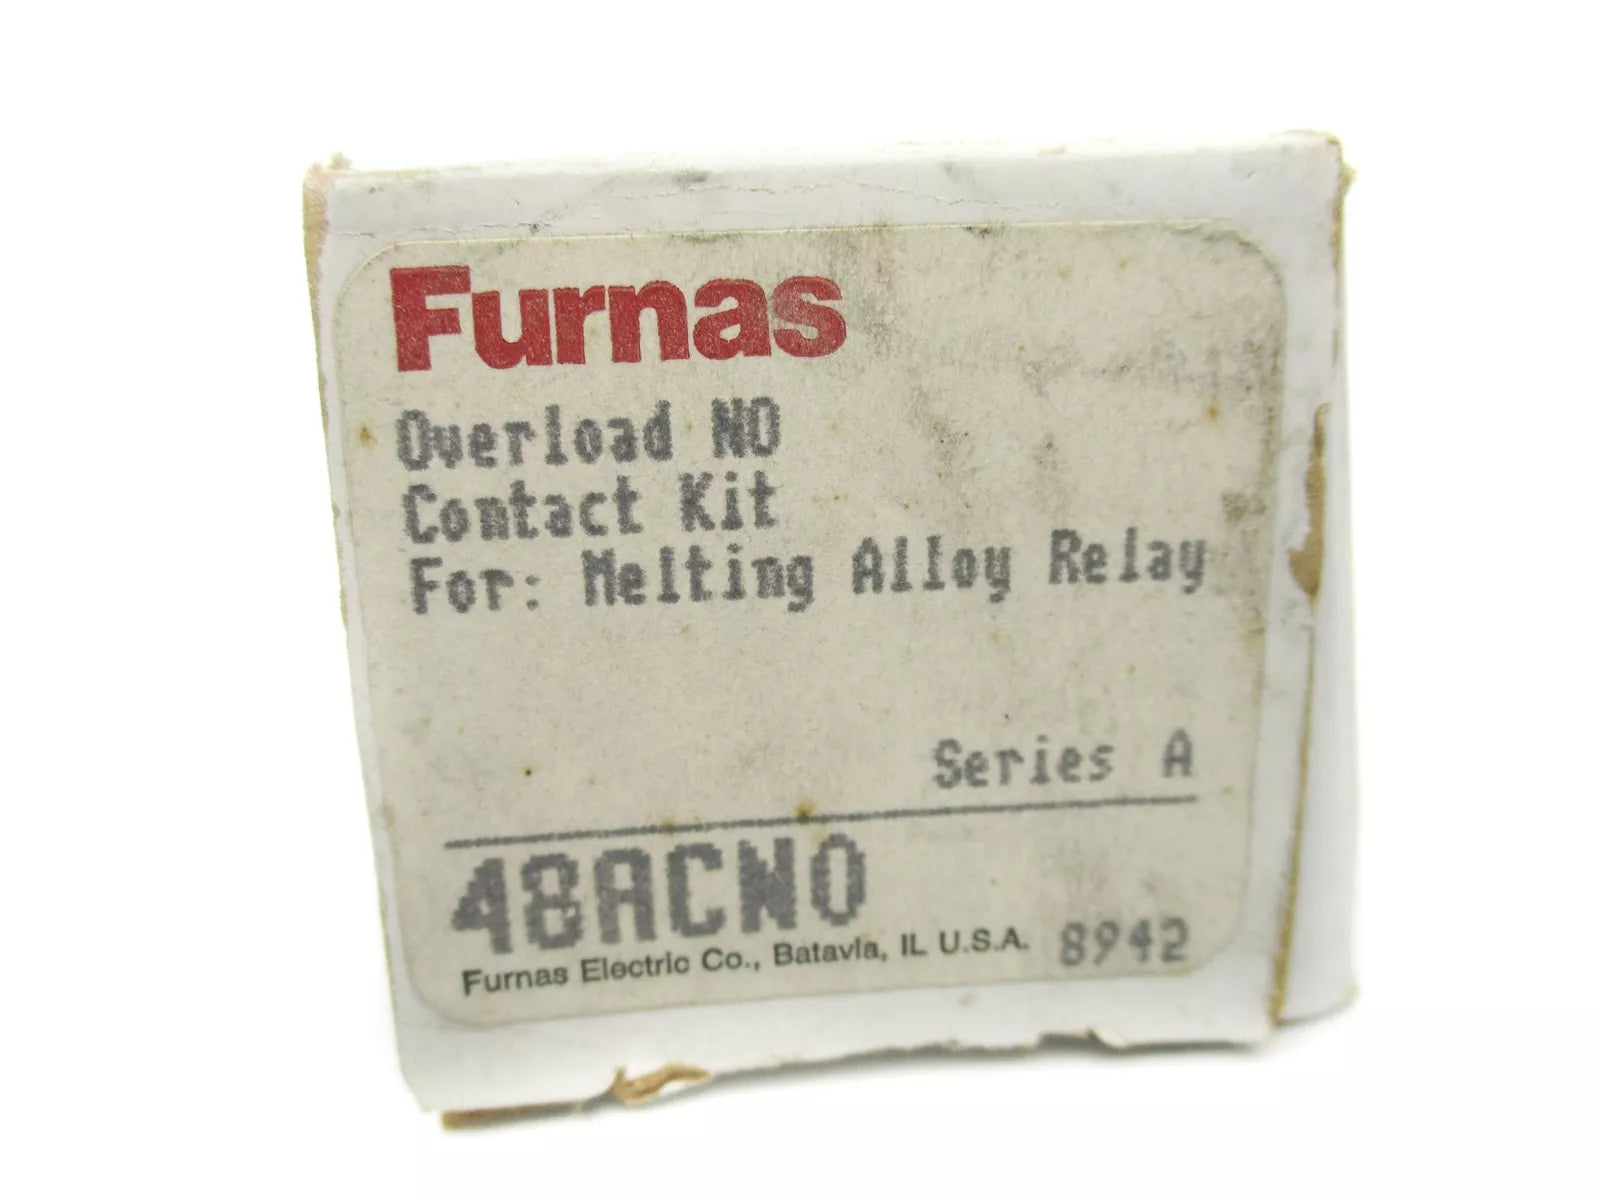 Furnas
Overload NO
Contact Kit
For: Melting Alloy Relay
Series A
48ACNO
Furnas Electric Co., Batavia, IL U.S.A. 8942